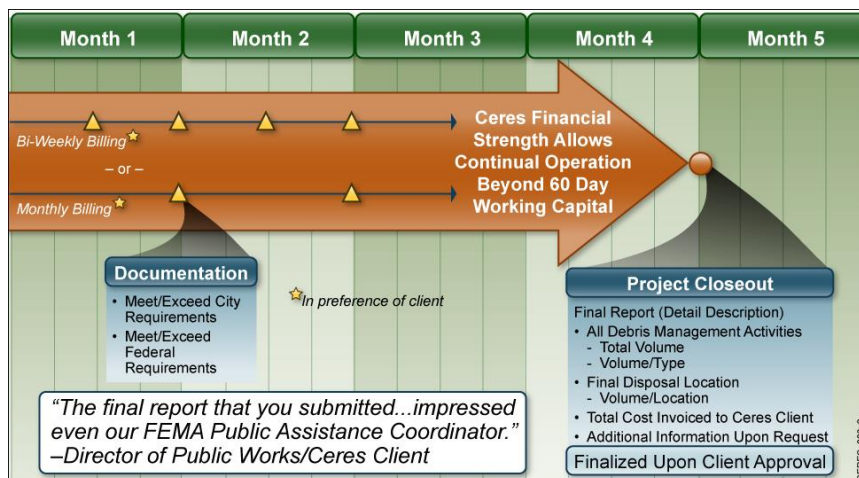 Month 1
Month 2
Month 3
Month 4
Month 5
Bi-Weekly Billing
– or –
Monthly Billing
Ceres Financial
Strength Allows
Continual Operation
Beyond 60 Day
Working Capital
Documentation
• Meet/Exceed City
Requirements
• Meet/Exceed
Federal
Requirements
In preference of client
Project Closeout
Final Report (Detail Description)
• All Debris Management Activities
- Total Volume
- Volume/Type
• Final Disposal Location
- Volume/Location
• Total Cost Invoiced to Ceres Client
• Additional Information Upon Request
Finalized Upon Client Approval
“The final report that you submitted...impressed
even our FEMA Public Assistance Coordinator.”
–Director of Public Works/Ceres Client